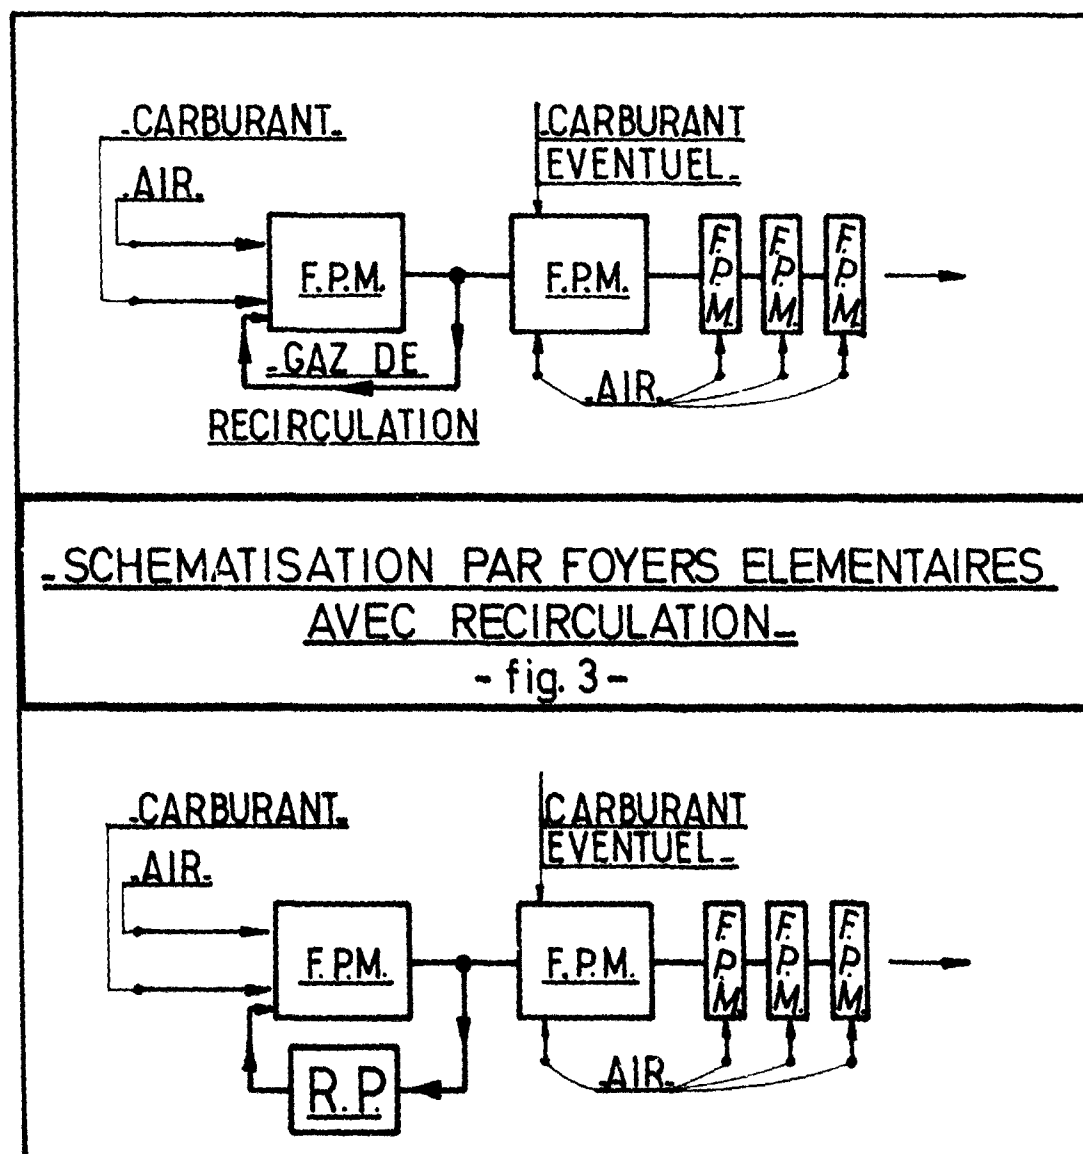 -CARBURANT-
-AIR-
CARBURANT
EVENTUEL-
F.P.M.
F.P.M.
F.P.M.
F.P.M.
F.P.M.
-GAZ DE
RECIRCULATION
-AIR-
-SCHEMATISATION PAR FOYERS ELEMENTAIRES
AVEC RECIRCULATION-
- fig. 3 -
-CARBURANT-
-AIR-
CARBURANT
EVENTUEL-
F.P.M.
F.P.M.
F.P.M.
F.P.M.
F.P.M.
R.P.
-AIR-